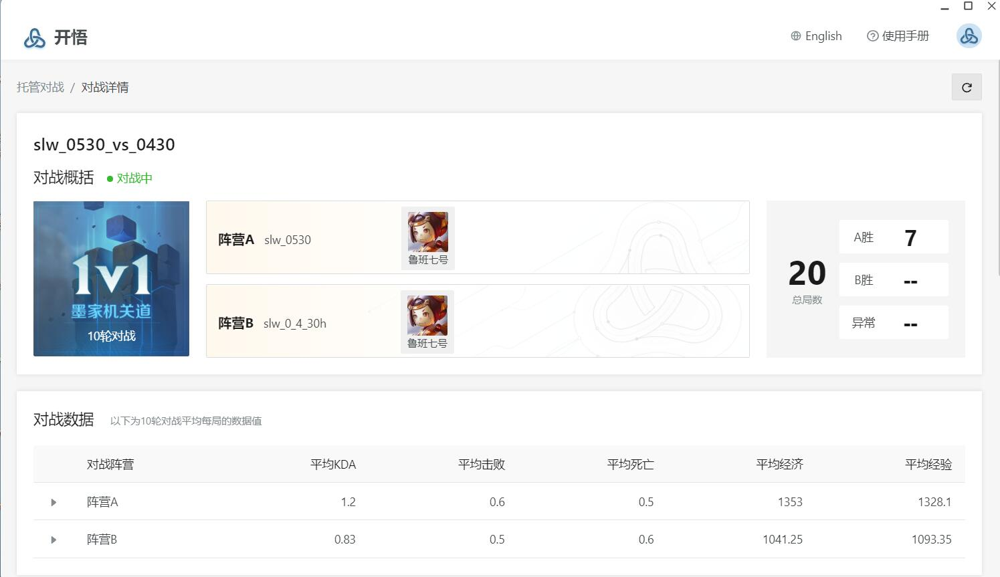 开悟
English
使用手册
托管对战 / 对战详情
slw_0530_vs_0430
对战概括
对战中
1v1
墨家机关道
10轮对战
阵营A slw_0530
鲁班七号
阵营B slw_0_4_30h
鲁班七号
20
总局数
A胜 7
B胜 --
异常 --
对战数据 以下为10轮对战平均每局的数据值
对战阵营 平均KDA 平均击败 平均死亡 平均经济 平均经验
阵营A 1.2 0.6 0.5 1353 1328.1
阵营B 0.83 0.5 0.6 1041.25 1093.35